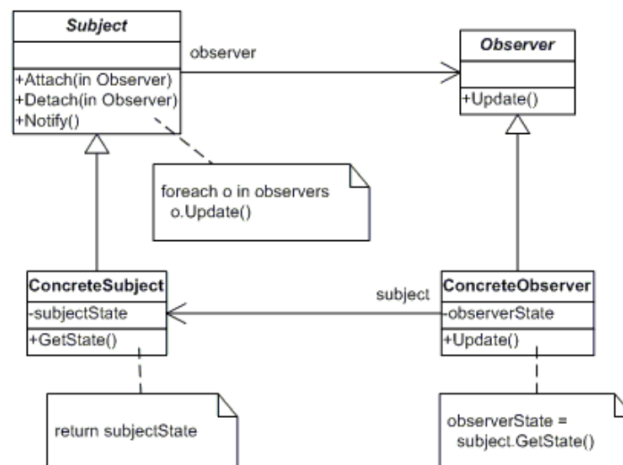 Subject
observer
Observer
+Attach(in Observer)
+Detach(in Observer)
+Notify()
+Update()
foreach o in observers
o.Update()
ConcreteSubject
-subjectState
+GetState()
subject
ConcreteObserver
-observerState
+Update()
return subjectState
observerState =
subject.GetState()